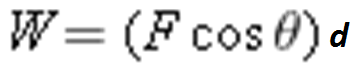 W = (F cos θ) d